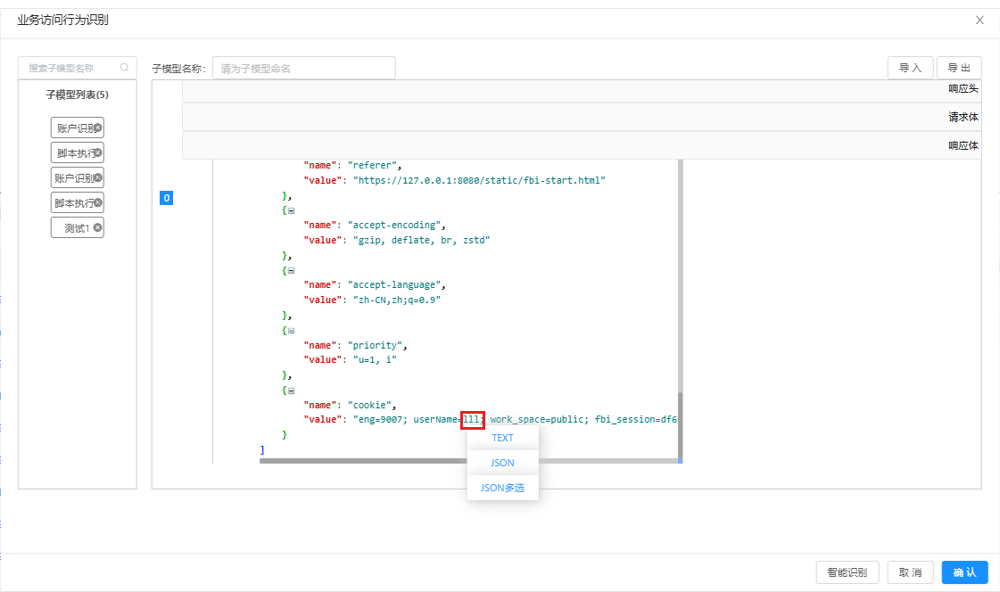 业务访问行为识别
搜索子模型名称
子模型名称:
请为子模型命名
导 入
导 出
子模型列表(5)
账户识别
脚本执行
账户识别
脚本执行
测试1
响应头
请求体
响应体
0
"name": "referer",
"value": "https://127.0.0.1:8080/static/fbi-start.html"
},
{
"name": "accept-encoding",
"value": "gzip, deflate, br, zstd"
},
{
"name": "accept-language",
"value": "zh-CN,zh;q=0.9"
},
{
"name": "priority",
"value": "u=1, i"
},
{
"name": "cookie",
"value": "eng=9007; userName=lll; work_space=public; fbi_session=df6
}
]
TEXT
JSON
JSON多选
智能识别
取 消
确 认